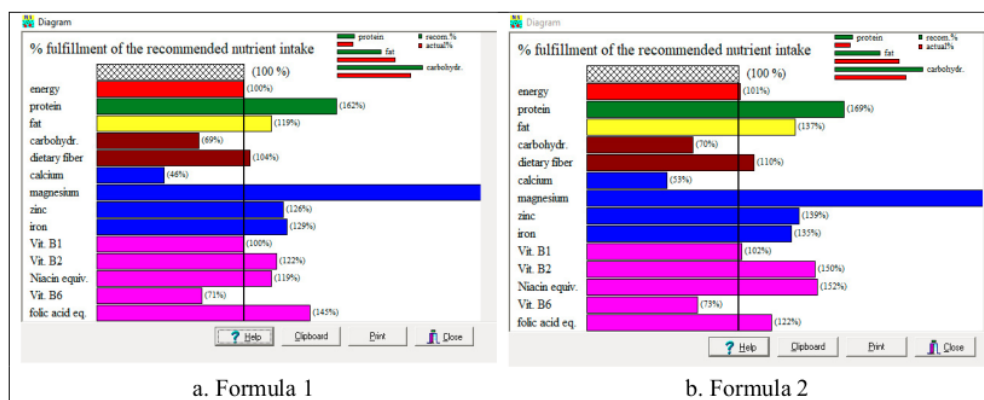 Diagram
% fulfillment of the recommended nutrient intake
protein
fat
carbohydr.
recom.%
actual%
(100 %)
energy (100%)
protein (162%)
fat (119%)
carbohydr. (69%)
dietary fiber (104%)
calcium (46%)
magnesium
zinc (126%)
iron (129%)
Vit. B1 (100%)
Vit. B2 (122%)
Niacin equiv. (119%)
Vit. B6 (71%)
folic acid eq. (145%)
? Help Clipboard Print Close
a. Formula 1
Diagram
% fulfillment of the recommended nutrient intake
protein
fat
carbohydr.
recom.%
actual%
(100 %)
energy (101%)
protein (169%)
fat (137%)
carbohydr. (70%)
dietary fiber (110%)
calcium (53%)
magnesium
zinc (139%)
iron (135%)
Vit. B1 (102%)
Vit. B2 (150%)
Niacin equiv. (152%)
Vit. B6 (73%)
folic acid eq. (122%)
? Help Clipboard Print Close
b. Formula 2